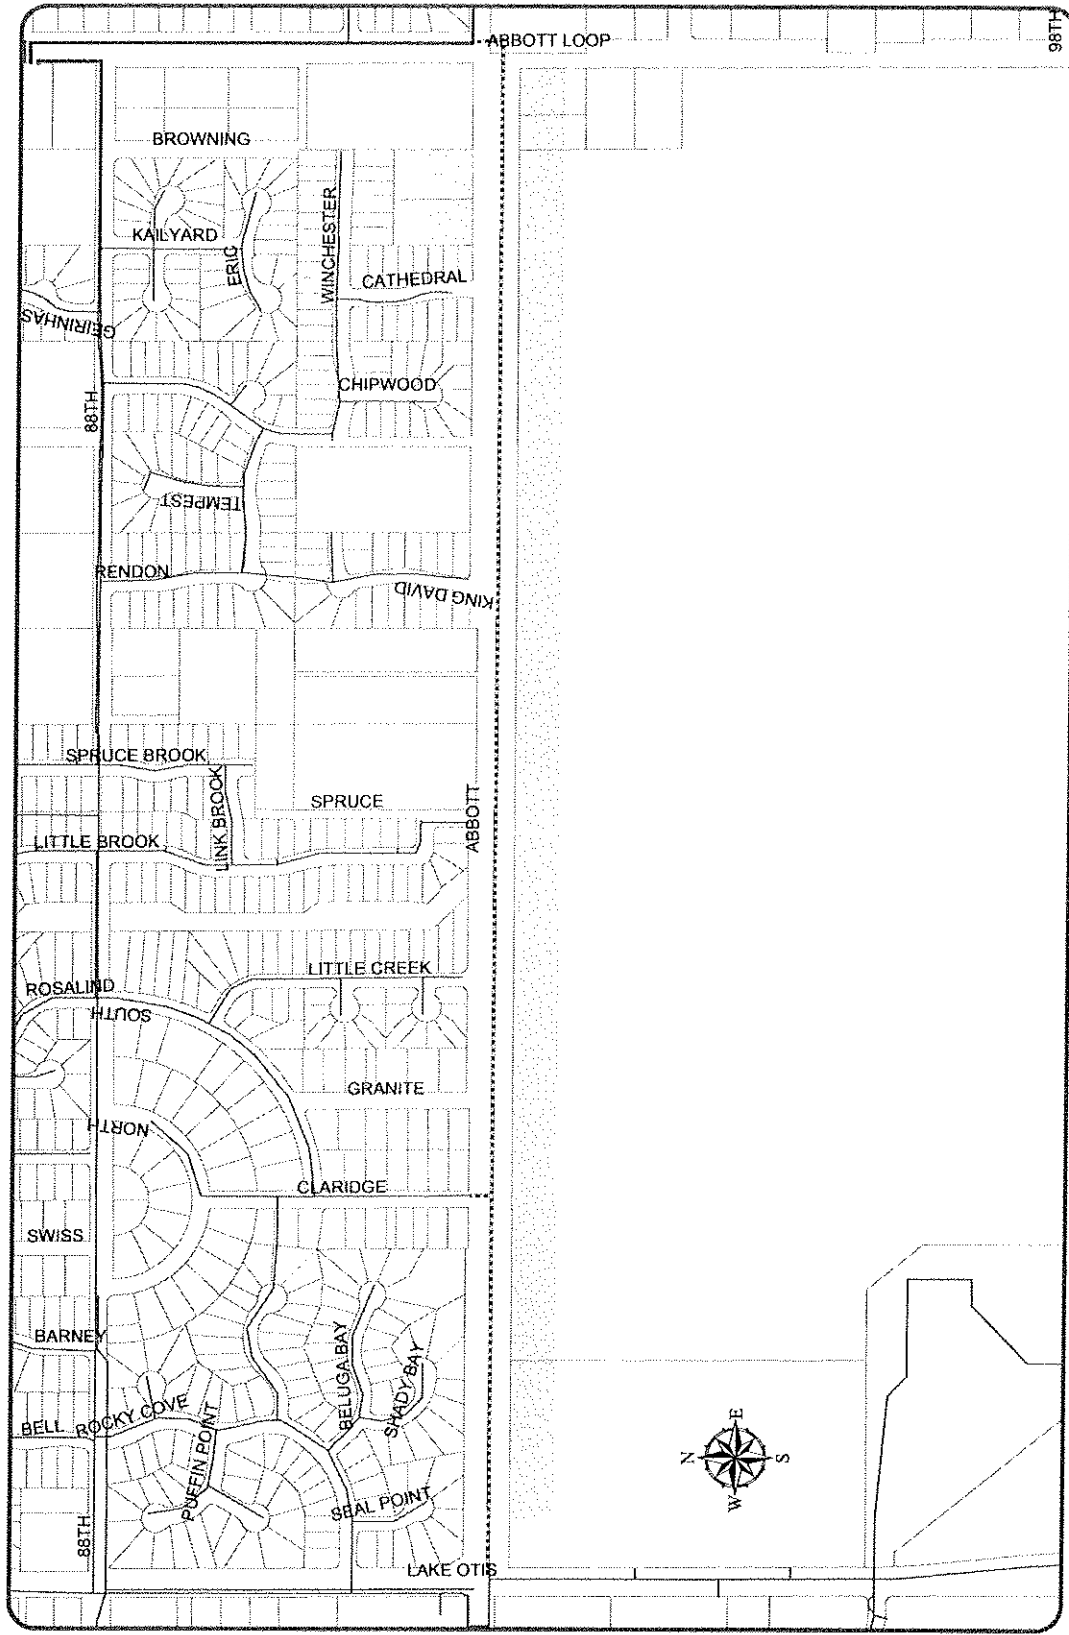 ABBOTT LOOP
98TH
BROWNING
KAILYARD
ERIC
WINCHESTER
CATHEDRAL
GEIRINHAS
88TH
CHIPWOOD
TEMPEST
RENDON
KING DAVID
SPRUCE BROOK
LINK BROOK
SPRUCE
ABBOTT
LITTLE BROOK
LITTLE CREEK
ROSALIND
SOUTH
GRANITE
NORTH
CLARIDGE
SWISS
BARNEY
BELUGA BAY
SHADY BAY
BELL
ROCKY COVE
PUFFIN POINT
SEAL POINT
88TH
LAKE OTIS
N
E
S
W